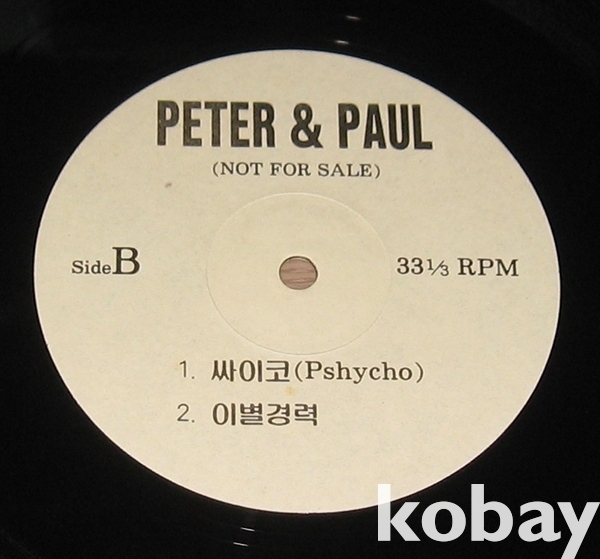 PETER & PAUL
(NOT FOR SALE)
Side B
33⅓ RPM
1. 싸이코(Pshycho)
2. 이별경력
kobay